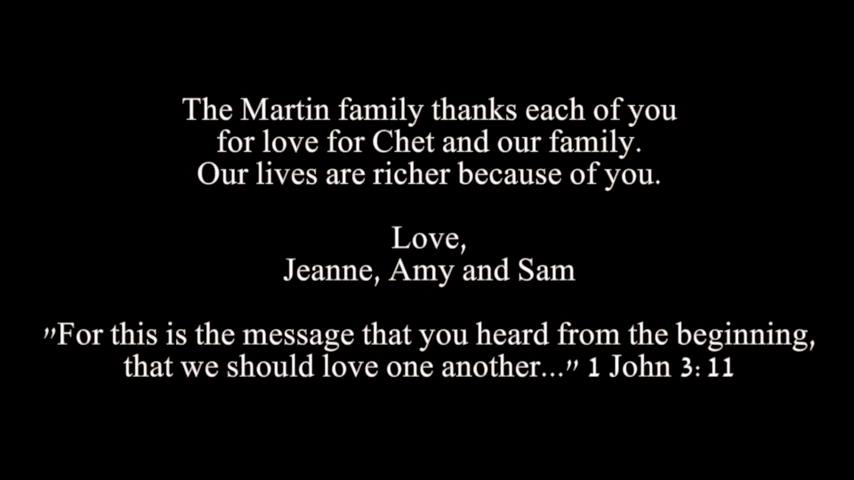 The Martin family thanks each of you
for love for Chet and our family.
Our lives are richer because of you.
Love,
Jeanne, Amy and Sam
"For this is the message that you heard from the beginning,
that we should love one another..." 1 John 3:11